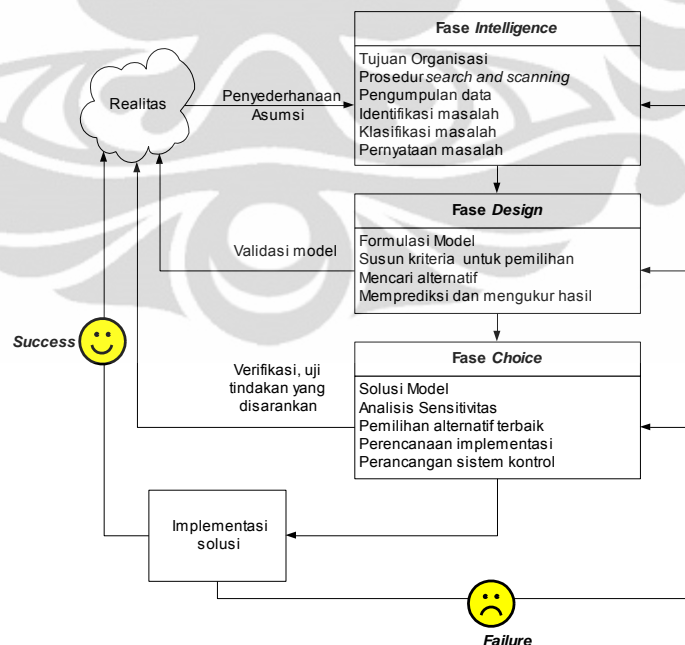 Fase Intelligence
Tujuan Organisasi
Prosedur search and scanning
Pengumpulan data
Identifikasi masalah
Klasifikasi masalah
Pernyataan masalah
Realitas
Penyederhanaan
Asumsi
Fase Design
Formulasi Model
Susun kriteria untuk pemilihan
Mencari alternatif
Memprediksi dan mengukur hasil
Validasi model
Success
Fase Choice
Solusi Model
Analisis Sensitivitas
Pemilihan alternatif terbaik
Perencanaan implementasi
Perancangan sistem kontrol
Verifikasi, uji
tindakan yang
disarankan
Implementasi
solusi
Failure